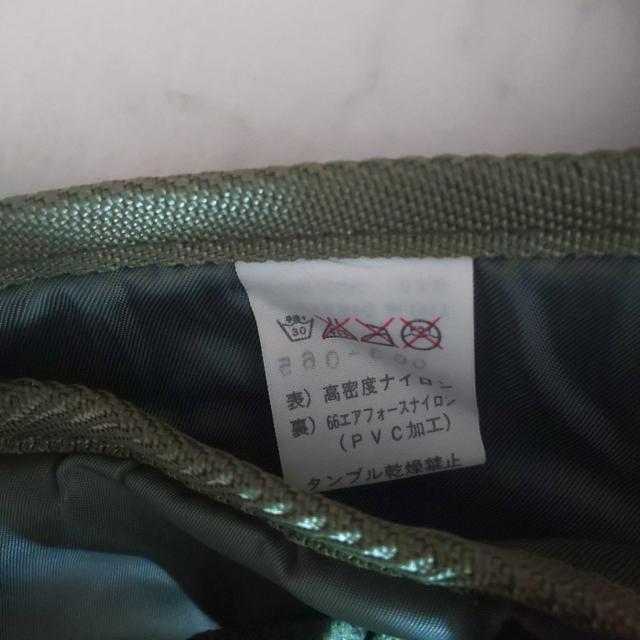 手洗イ
30
表) 高密度ナイロン
裏) 66エアフォースナイロン
(PVC加工)
タンブル乾燥禁止